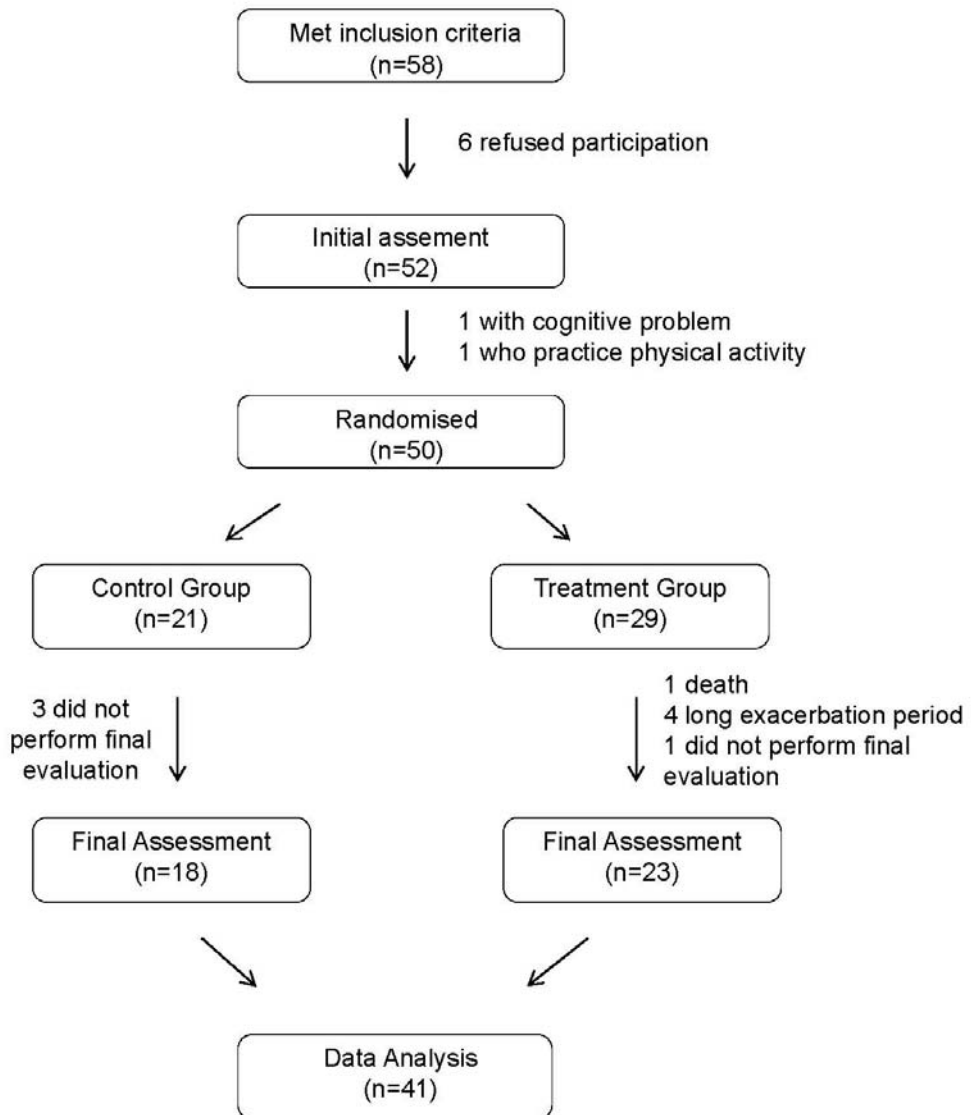 Met inclusion criteria
(n=58)
6 refused participation
Initial assement
(n=52)
1 with cognitive problem
1 who practice physical activity
Randomised
(n=50)
Control Group
(n=21)
Treatment Group
(n=29)
3 did not
perform final
evaluation
1 death
4 long exacerbation period
1 did not perform final
evaluation
Final Assessment
(n=18)
Final Assessment
(n=23)
Data Analysis
(n=41)